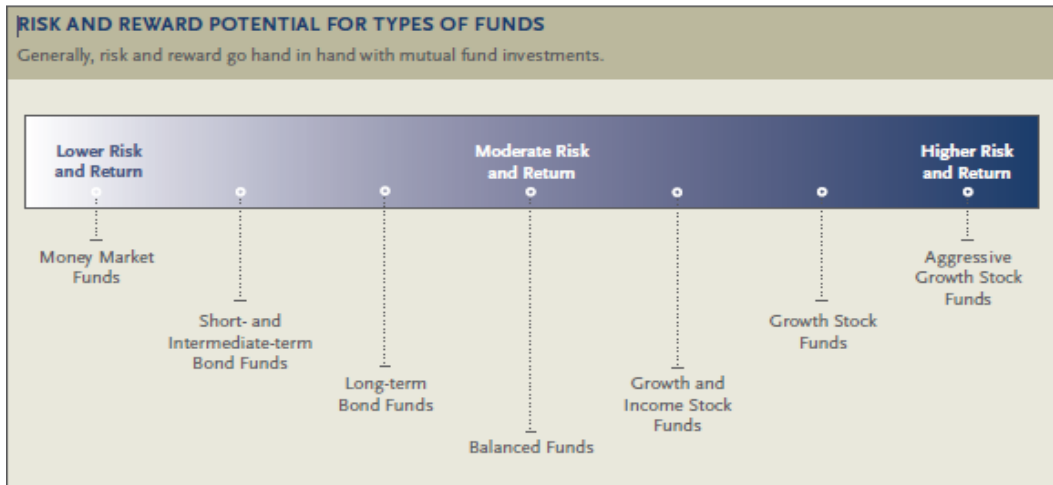 RISK AND REWARD POTENTIAL FOR TYPES OF FUNDS
Generally, risk and reward go hand in hand with mutual fund investments.
Lower Risk
and Return
Moderate Risk
and Return
Higher Risk
and Return
Money Market
Funds
Short- and
Intermediate-term
Bond Funds
Long-term
Bond Funds
Balanced Funds
Growth and
Income Stock
Funds
Growth Stock
Funds
Aggressive
Growth Stock
Funds